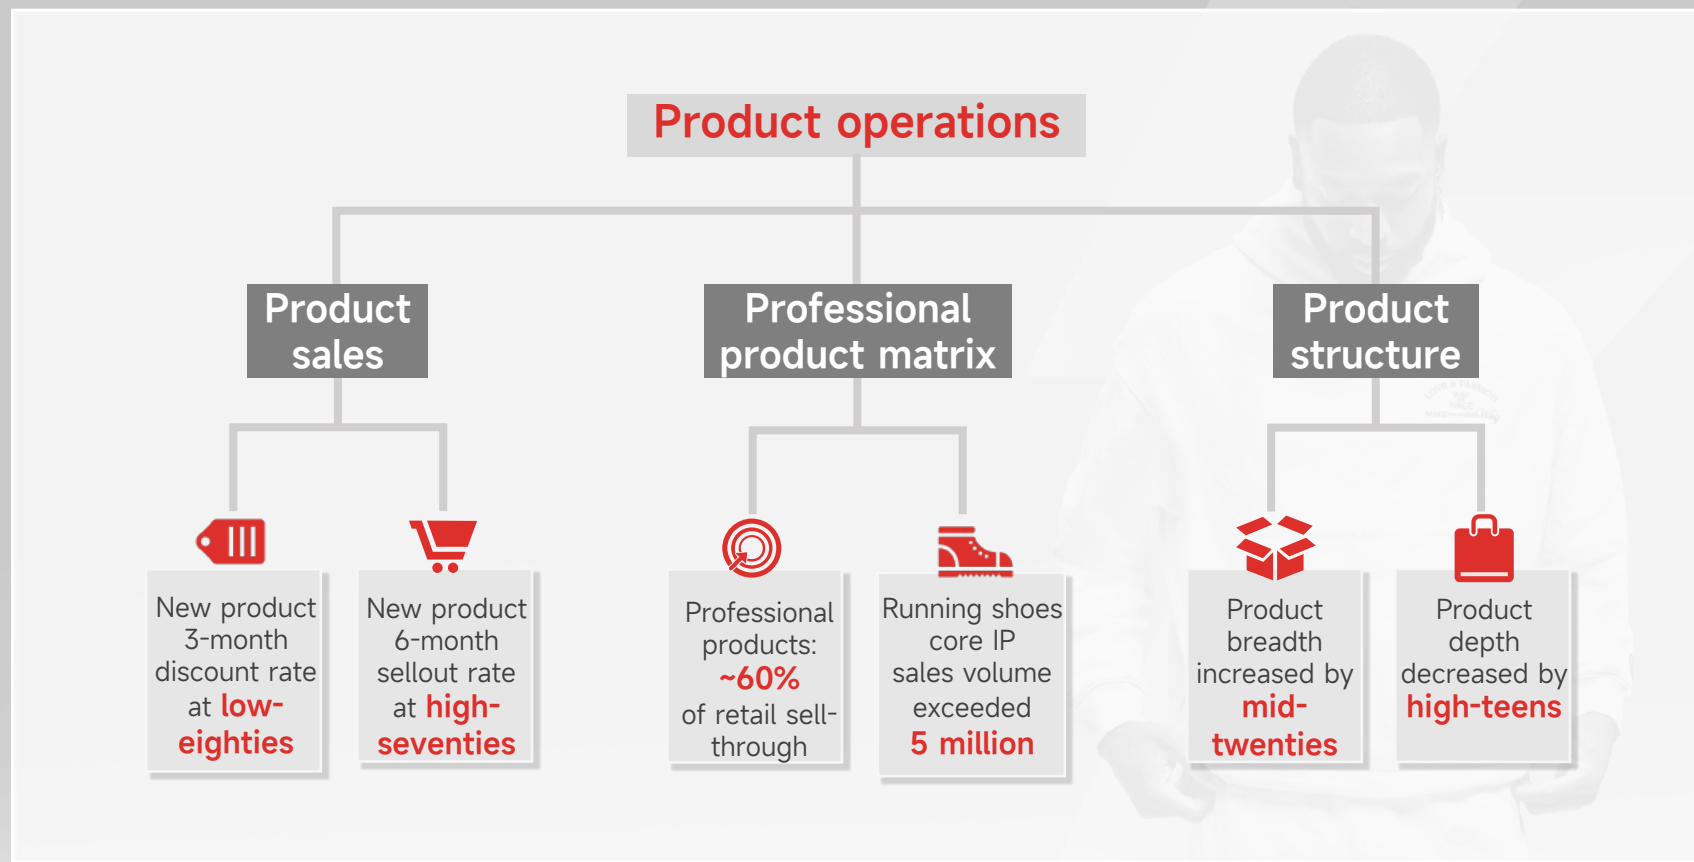 Product operations
Product
sales
Professional
product matrix
Product
structure
New product
3-month
discount rate
at low-
eighties
New product
6-month
sellout rate
at high-
seventies
Professional
products:
~60%
of retail sell-
through
Running shoes
core IP
sales volume
exceeded
5 million
Product
breadth
increased by
mid-
twenties
Product
depth
decreased by
high-teens